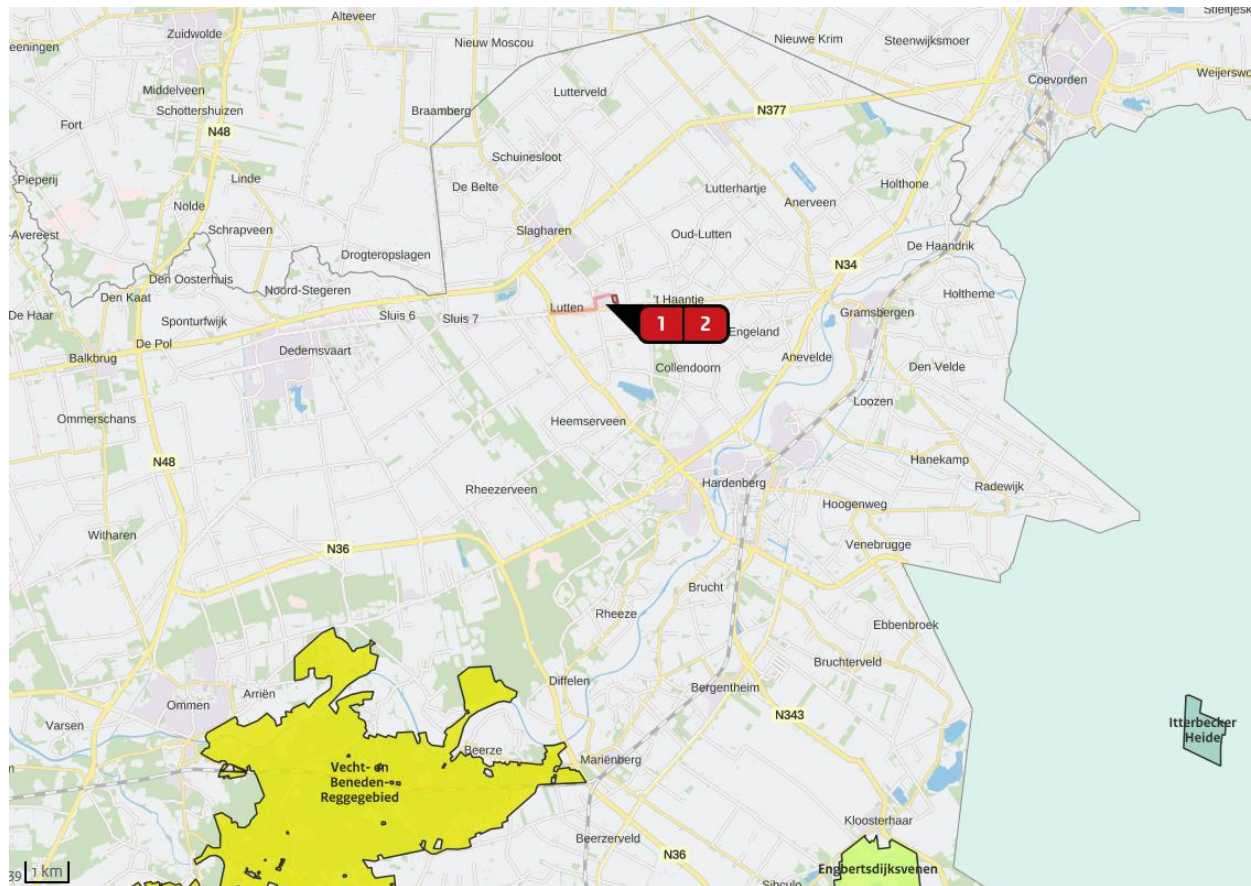 Alteveer
Stieltjesk
Zuidwolde
eeningen
Nieuw Moscou
Nieuwe Krim
Steenwijksmoer
Coevorden
Weijerswo
Middelveen
Lutterveld
Schottershuizen
Braamberg
N377
Fort
N48
Schuinesloot
Pieperij
Linde
De Belte
Lutterhartje
Holthone
Nolde
Anerveen
-Avereest
Schrapveen
Slagharen
Oud-Lutten
De Haandrik
Drogteropslagen
N34
Den Oosterhuis
Den Kaat
Noord-Stegeren
Holtheme
De Haar
Sponturfwijk
Sluis 6
Sluis 7
Lutten
't Haantje
Gramsbergen
1 2
Engeland
De Pol
Dedemsvaart
Balkbrug
Anevelde
Collendoorn
Den Velde
Ommerschans
Loozen
Heemserveen
N48
Hanekamp
Rheezerveen
Hardenberg
Radewijk
Hoogenweg
Witharen
N36
Venebrugge
Brucht
Rheeze
Ebbenbroek
Bruchterveld
Arriën
Diffelen
Bergentheim
Ommen
Varsen
N343
Itterbecker
Heide
Beerze
Mariënberg
Vecht- en
Beneden-
Reggegebied
Kloosterhaar
Beerzerveld
N36
Engbertsdijksvenen
39
1 km
Sibculo